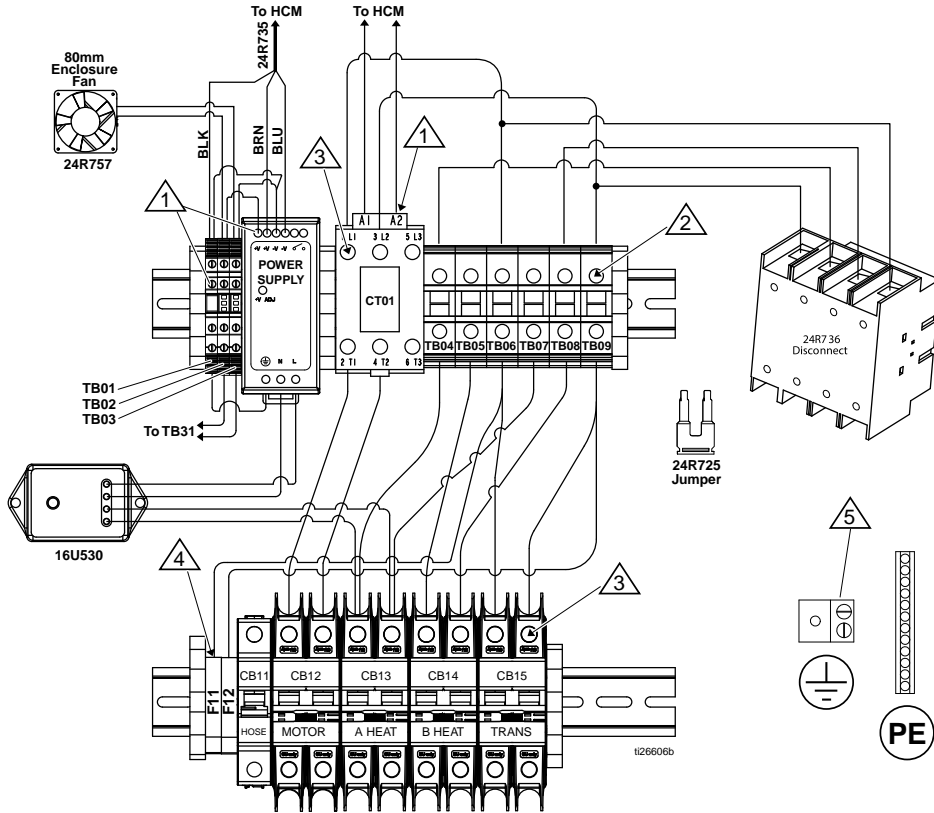 To HCM
To HCM
24R735
80mm
Enclosure
Fan
24R757
BLK
BRN
BLU
3
1
1
A1 A2
1 L1 3 L2 5 L3
2
+V +V -V -V
POWER
SUPPLY
+V ADJ
N L
CT01
2 T1 4 T2 6 T3
TB04 TB05 TB06 TB07 TB08 TB09
24R736
Disconnect
TB01
TB02
TB03
To TB31
24R725
Jumper
16U530
4
3
5
F11
F12
CB11 CB12 CB13 CB14 CB15
HOSE MOTOR A HEAT B HEAT TRANS
ti26606b
PE